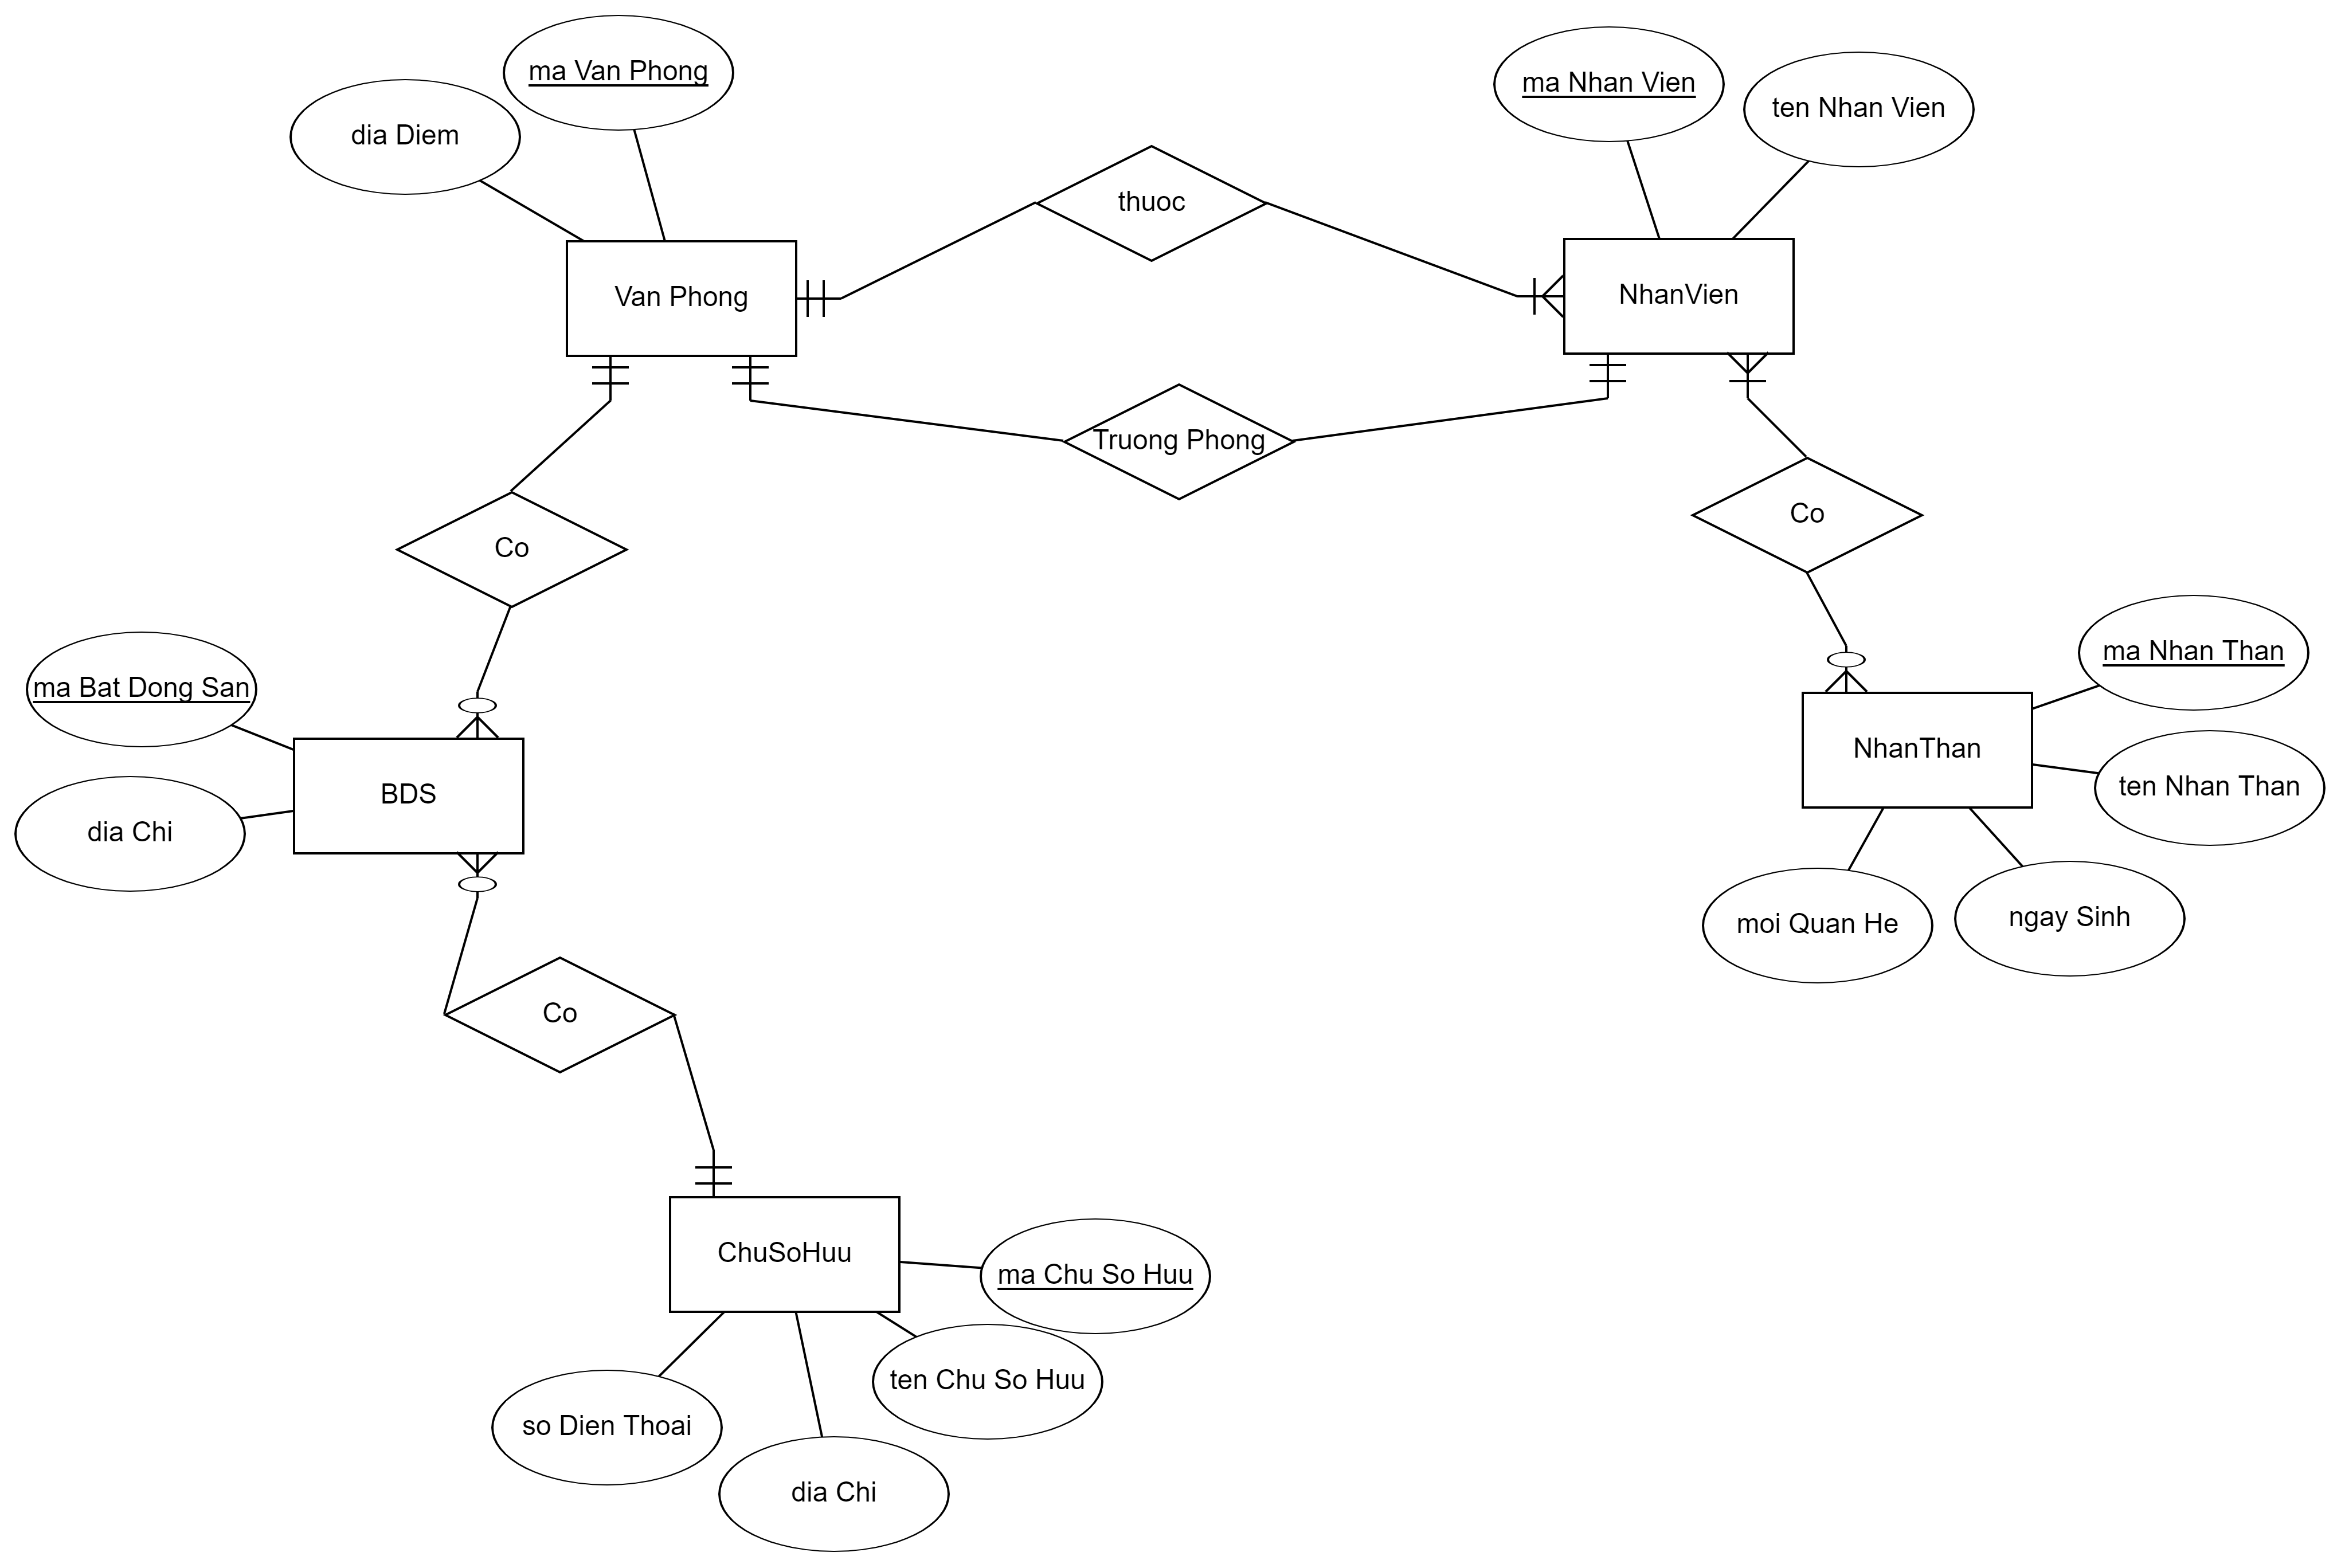 ma Van Phong
dia Diem
ma Nhan Vien
ten Nhan Vien
thuoc
Van Phong
NhanVien
Truong Phong
Co
Co
ma Bat Dong San
BDS
dia Chi
ma Nhan Than
NhanThan
ten Nhan Than
moi Quan He
ngay Sinh
Co
ChuSoHuu
ma Chu So Huu
ten Chu So Huu
so Dien Thoai
dia Chi